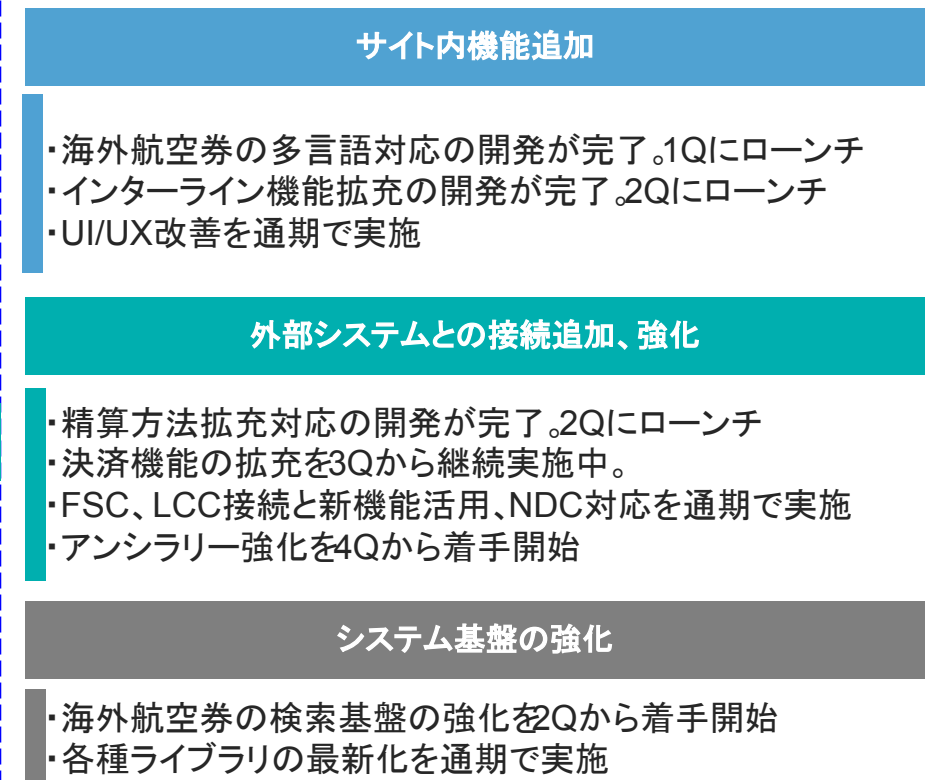 サイト内機能追加
・海外航空券の多言語対応の開発が完了。1Qにローンチ
・インターライン機能拡充の開発が完了。2Qにローンチ
・UI/UX改善を通期で実施
外部システムとの接続追加、強化
・精算方法拡充対応の開発が完了。2Qにローンチ
・決済機能の拡充を3Qから継続実施中。
・FSC、LCC接続と新機能活用、NDC対応を通期で実施
・アンシラリー強化を4Qから着手開始
システム基盤の強化
・海外航空券の検索基盤の強化を2Qから着手開始
・各種ライブラリの最新化を通期で実施